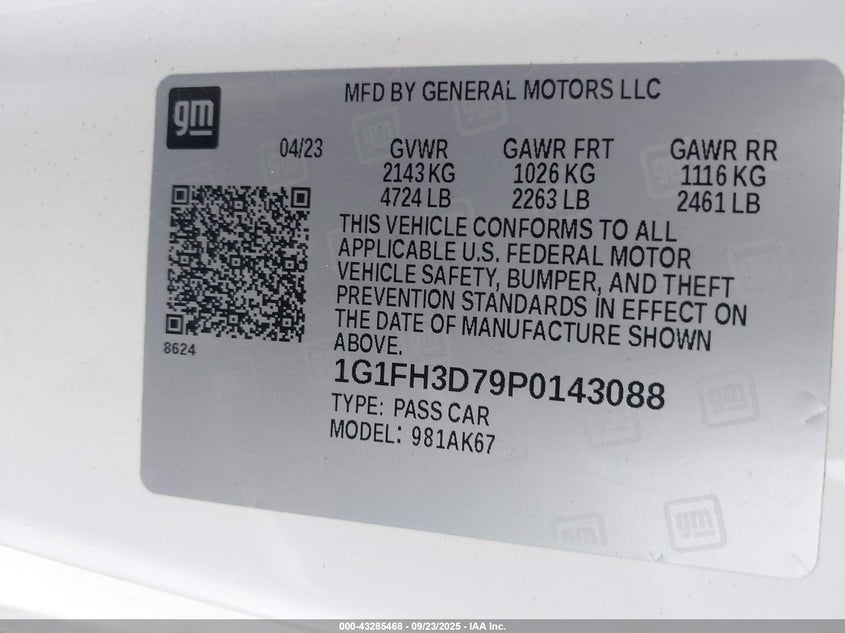 gm
MFD BY GENERAL MOTORS LLC
04/23 GVWR GAWR FRT GAWR RR
2143 KG 1026 KG 1116 KG
4724 LB 2263 LB 2461 LB
THIS VEHICLE CONFORMS TO ALL
APPLICABLE U.S. FEDERAL MOTOR
VEHICLE SAFETY, BUMPER, AND THEFT
PREVENTION STANDARDS IN EFFECT ON
THE DATE OF MANUFACTURE SHOWN
ABOVE.
8624
1G1FH3D79P0143088
TYPE: PASS CAR
MODEL: 981AK67
gm
gm
000-43285468 - 09/23/2025 - IAA Inc.